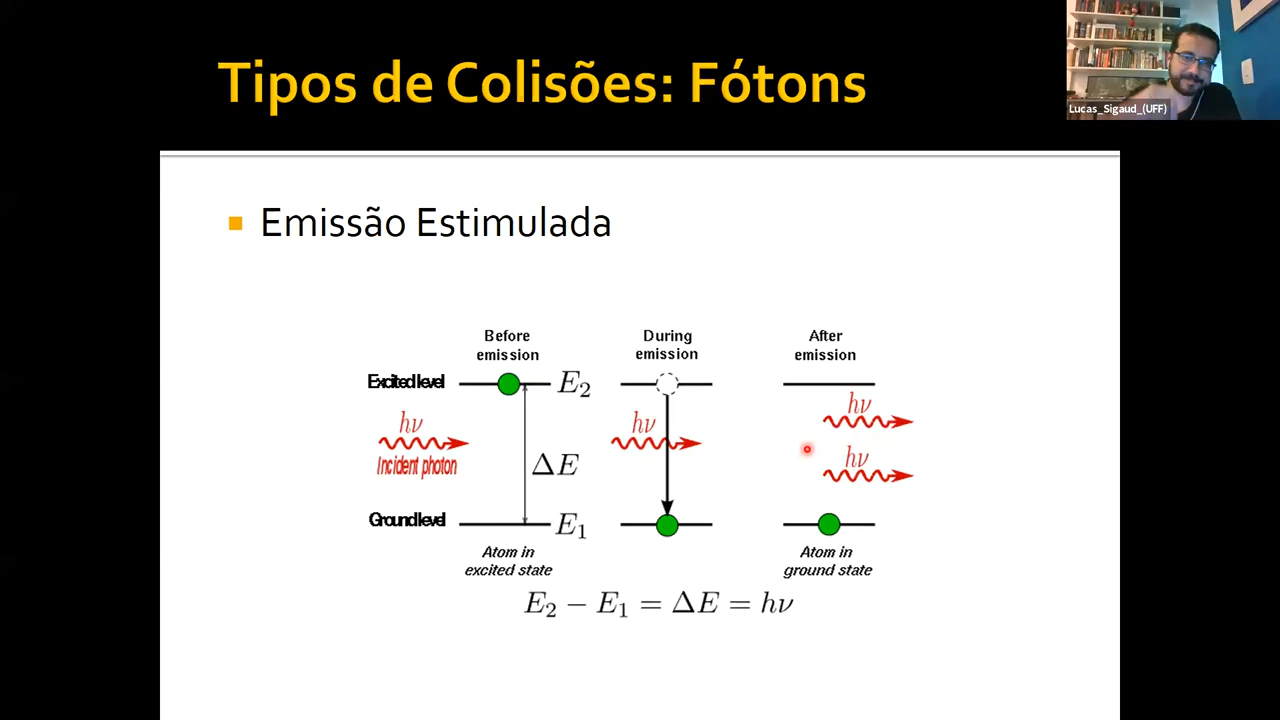 Tipos de Colisões: Fótons
Lucas_Sigaud_(UFF)
Emissão Estimulada
Before
emission
During
emission
After
emission
Excited level
E₂
hν
Incident photon
hν
hν
hν
ΔE
Ground level
E₁
Atom in
excited state
Atom in
ground state
E₂ − E₁ = ΔE = hν